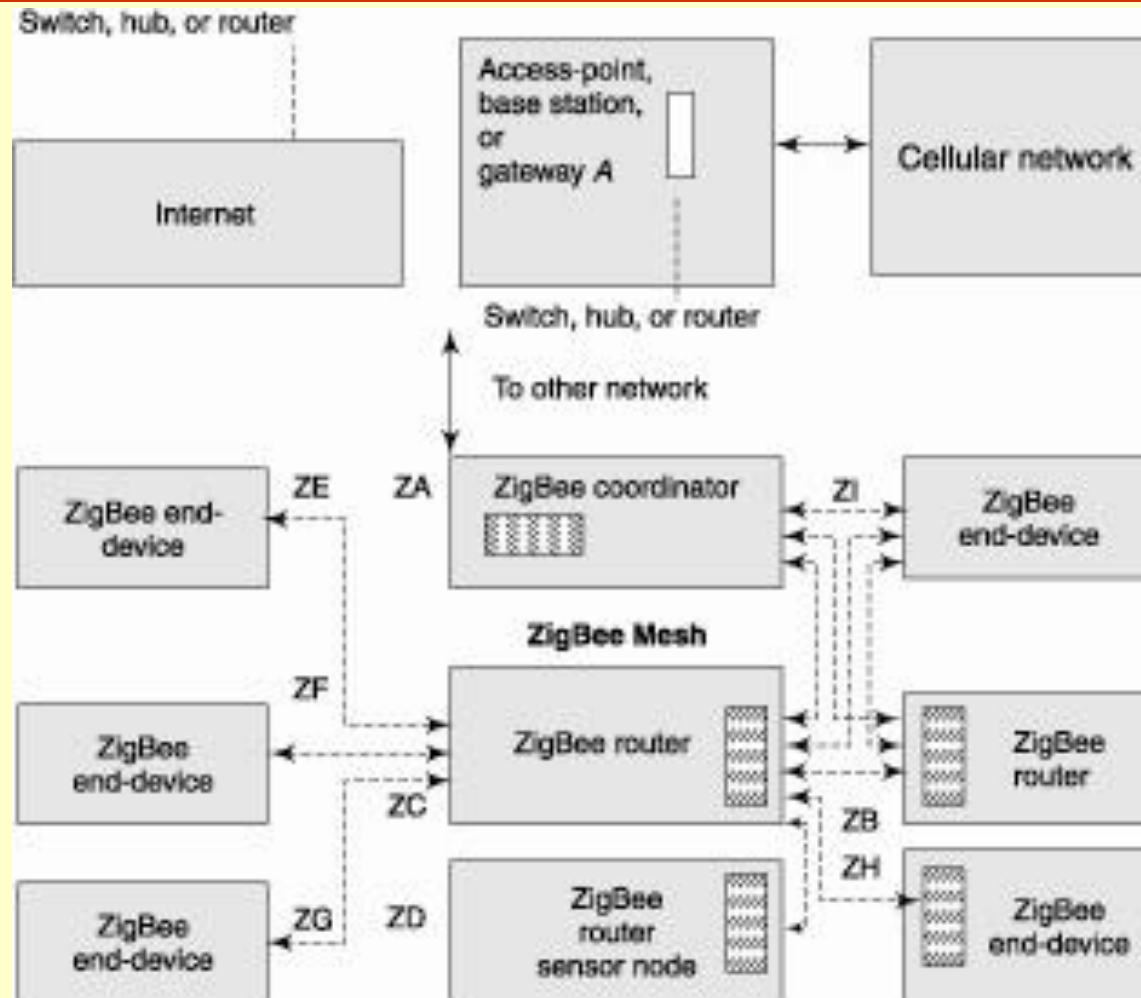 Switch, hub, or router
Access-point,
base station,
or
gateway A
Cellular network
Internet
Switch, hub, or router
To other network
ZE
ZA
ZigBee coordinator
ZI
ZigBee
end-device
ZigBee end-
device
ZigBee Mesh
ZF
ZigBee
end-device
ZigBee router
ZigBee
router
ZC
ZB
ZH
ZigBee
end-device
ZG
ZD
ZigBee
router
sensor node
ZigBee
end-device